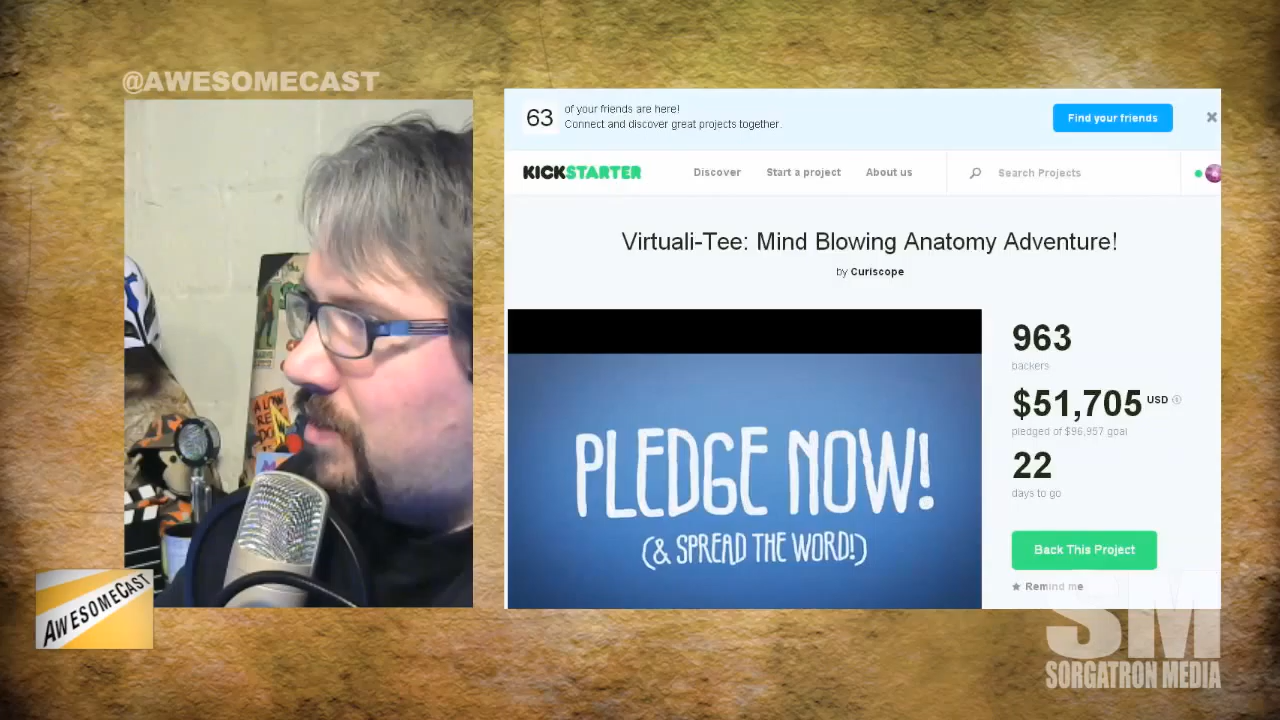 @AWESOMECAST
63
of your friends are here!
Connect and discover great projects together.
Find your friends
KICKSTARTER
Discover
Start a project
About us
Search Projects
Virtuali-Tee: Mind Blowing Anatomy Adventure!
by Curiscope
963
backers
$51,705 USD
pledged of $96,957 goal
22
days to go
PLEDGE NOW!
(& SPREAD THE WORD!)
Back This Project
Remind me
AWESOMECAST
SM
SORGATRON MEDIA